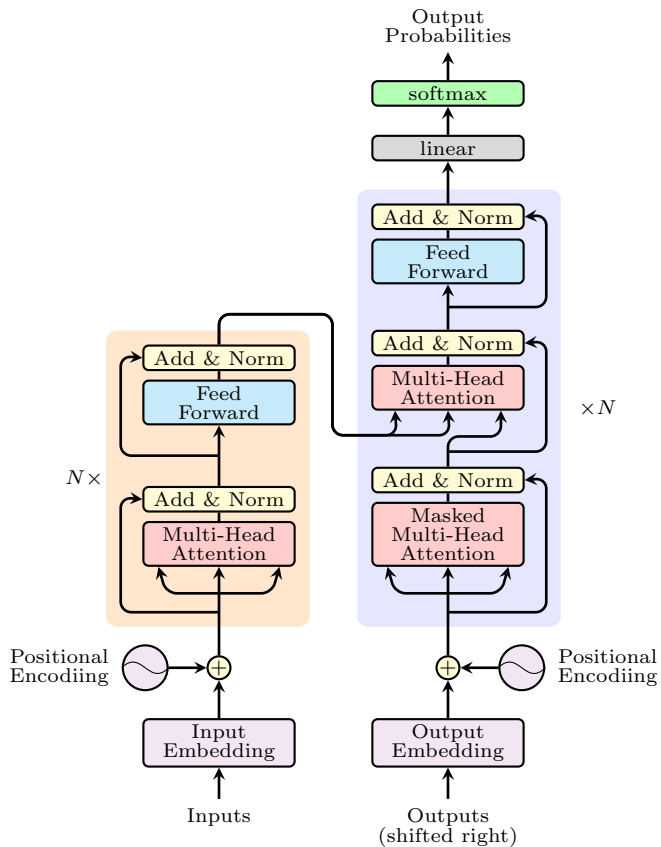 Output
Probabilities
softmax
linear
Add & Norm
Feed
Forward
Add & Norm
Multi-Head
Attention
Add & Norm
Masked
Multi-Head
Attention
×N
Add & Norm
Feed
Forward
N×
Add & Norm
Multi-Head
Attention
Positional
Encodiing
+
+
Positional
Encodiing
Input
Embedding
Output
Embedding
Inputs
Outputs
(shifted right)